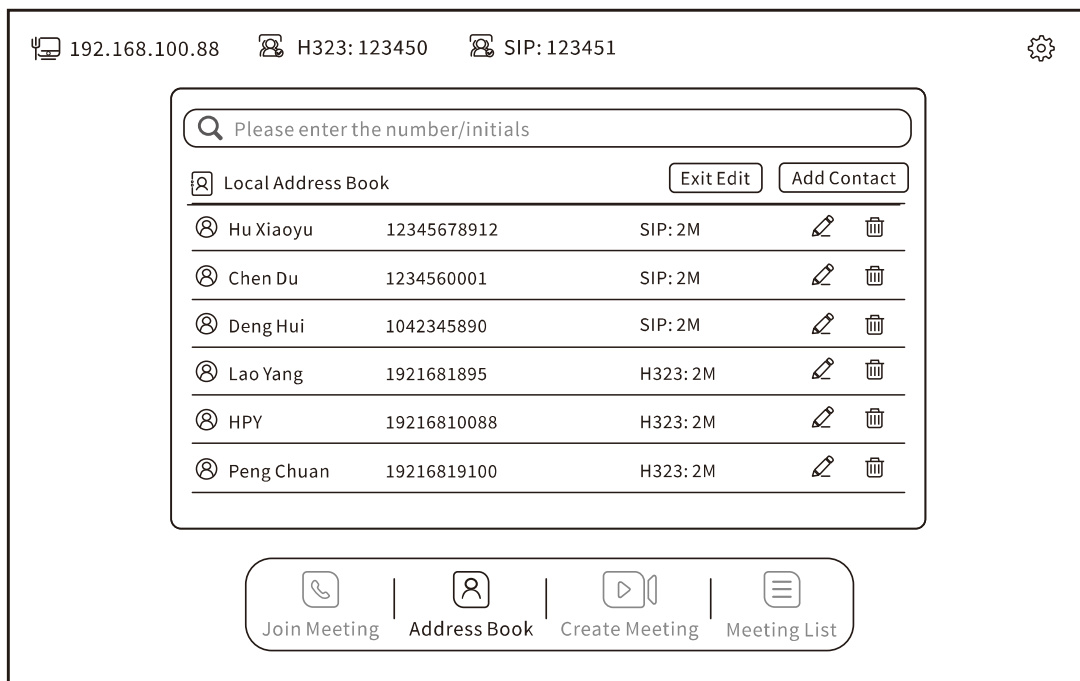 192.168.100.88 H323: 123450 SIP: 123451
Please enter the number/initials
Local Address Book Exit Edit Add Contact
Hu Xiaoyu 12345678912 SIP: 2M
Chen Du 1234560001 SIP: 2M
Deng Hui 1042345890 SIP: 2M
Lao Yang 1921681895 H323: 2M
HPY 19216810088 H323: 2M
Peng Chuan 19216819100 H323: 2M
Join Meeting Address Book Create Meeting Meeting List